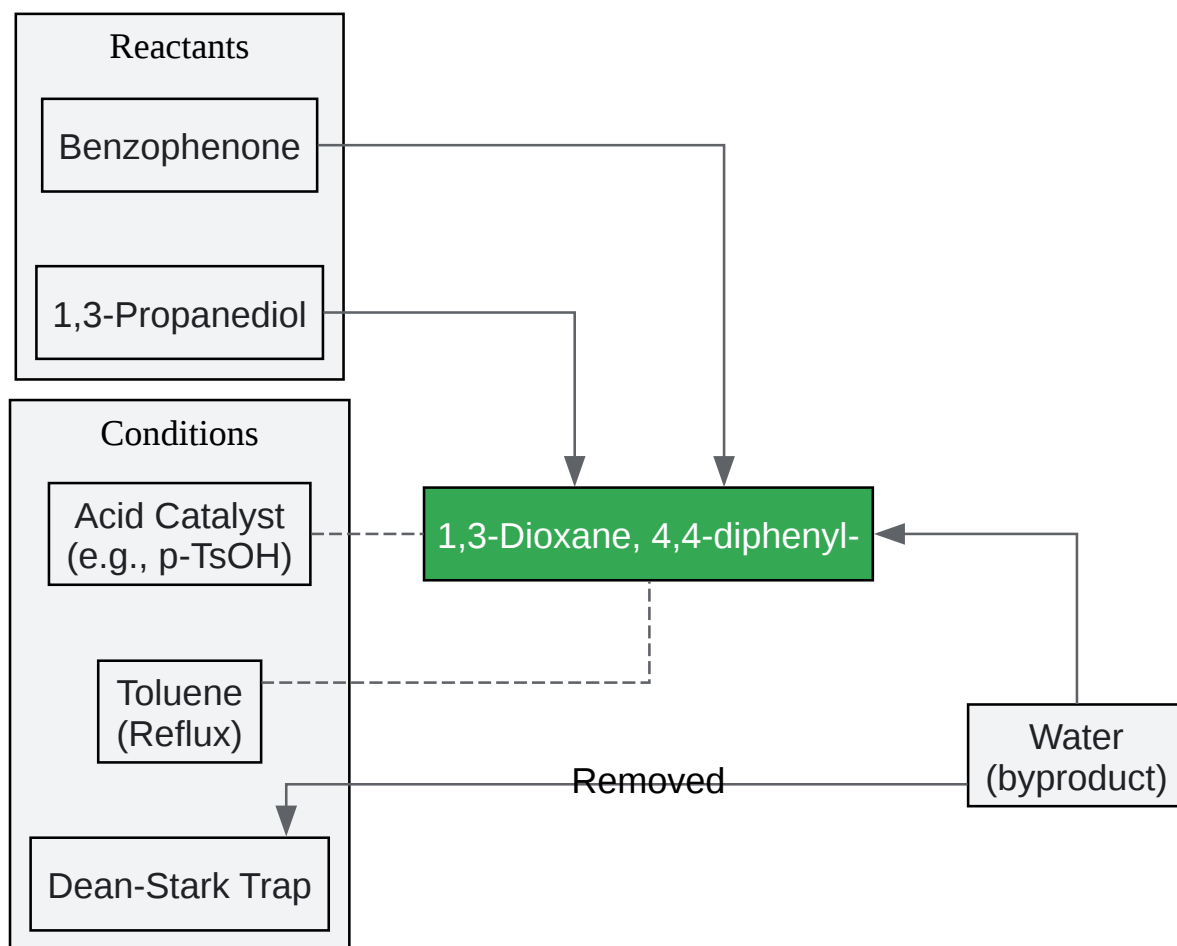 Reactants
Benzophenone
1,3-Propanediol
Conditions
Acid Catalyst
(e.g., p-TsOH)
1,3-Dioxane, 4,4-diphenyl-
Toluene
(Reflux)
Water
(byproduct)
Removed
Dean-Stark Trap